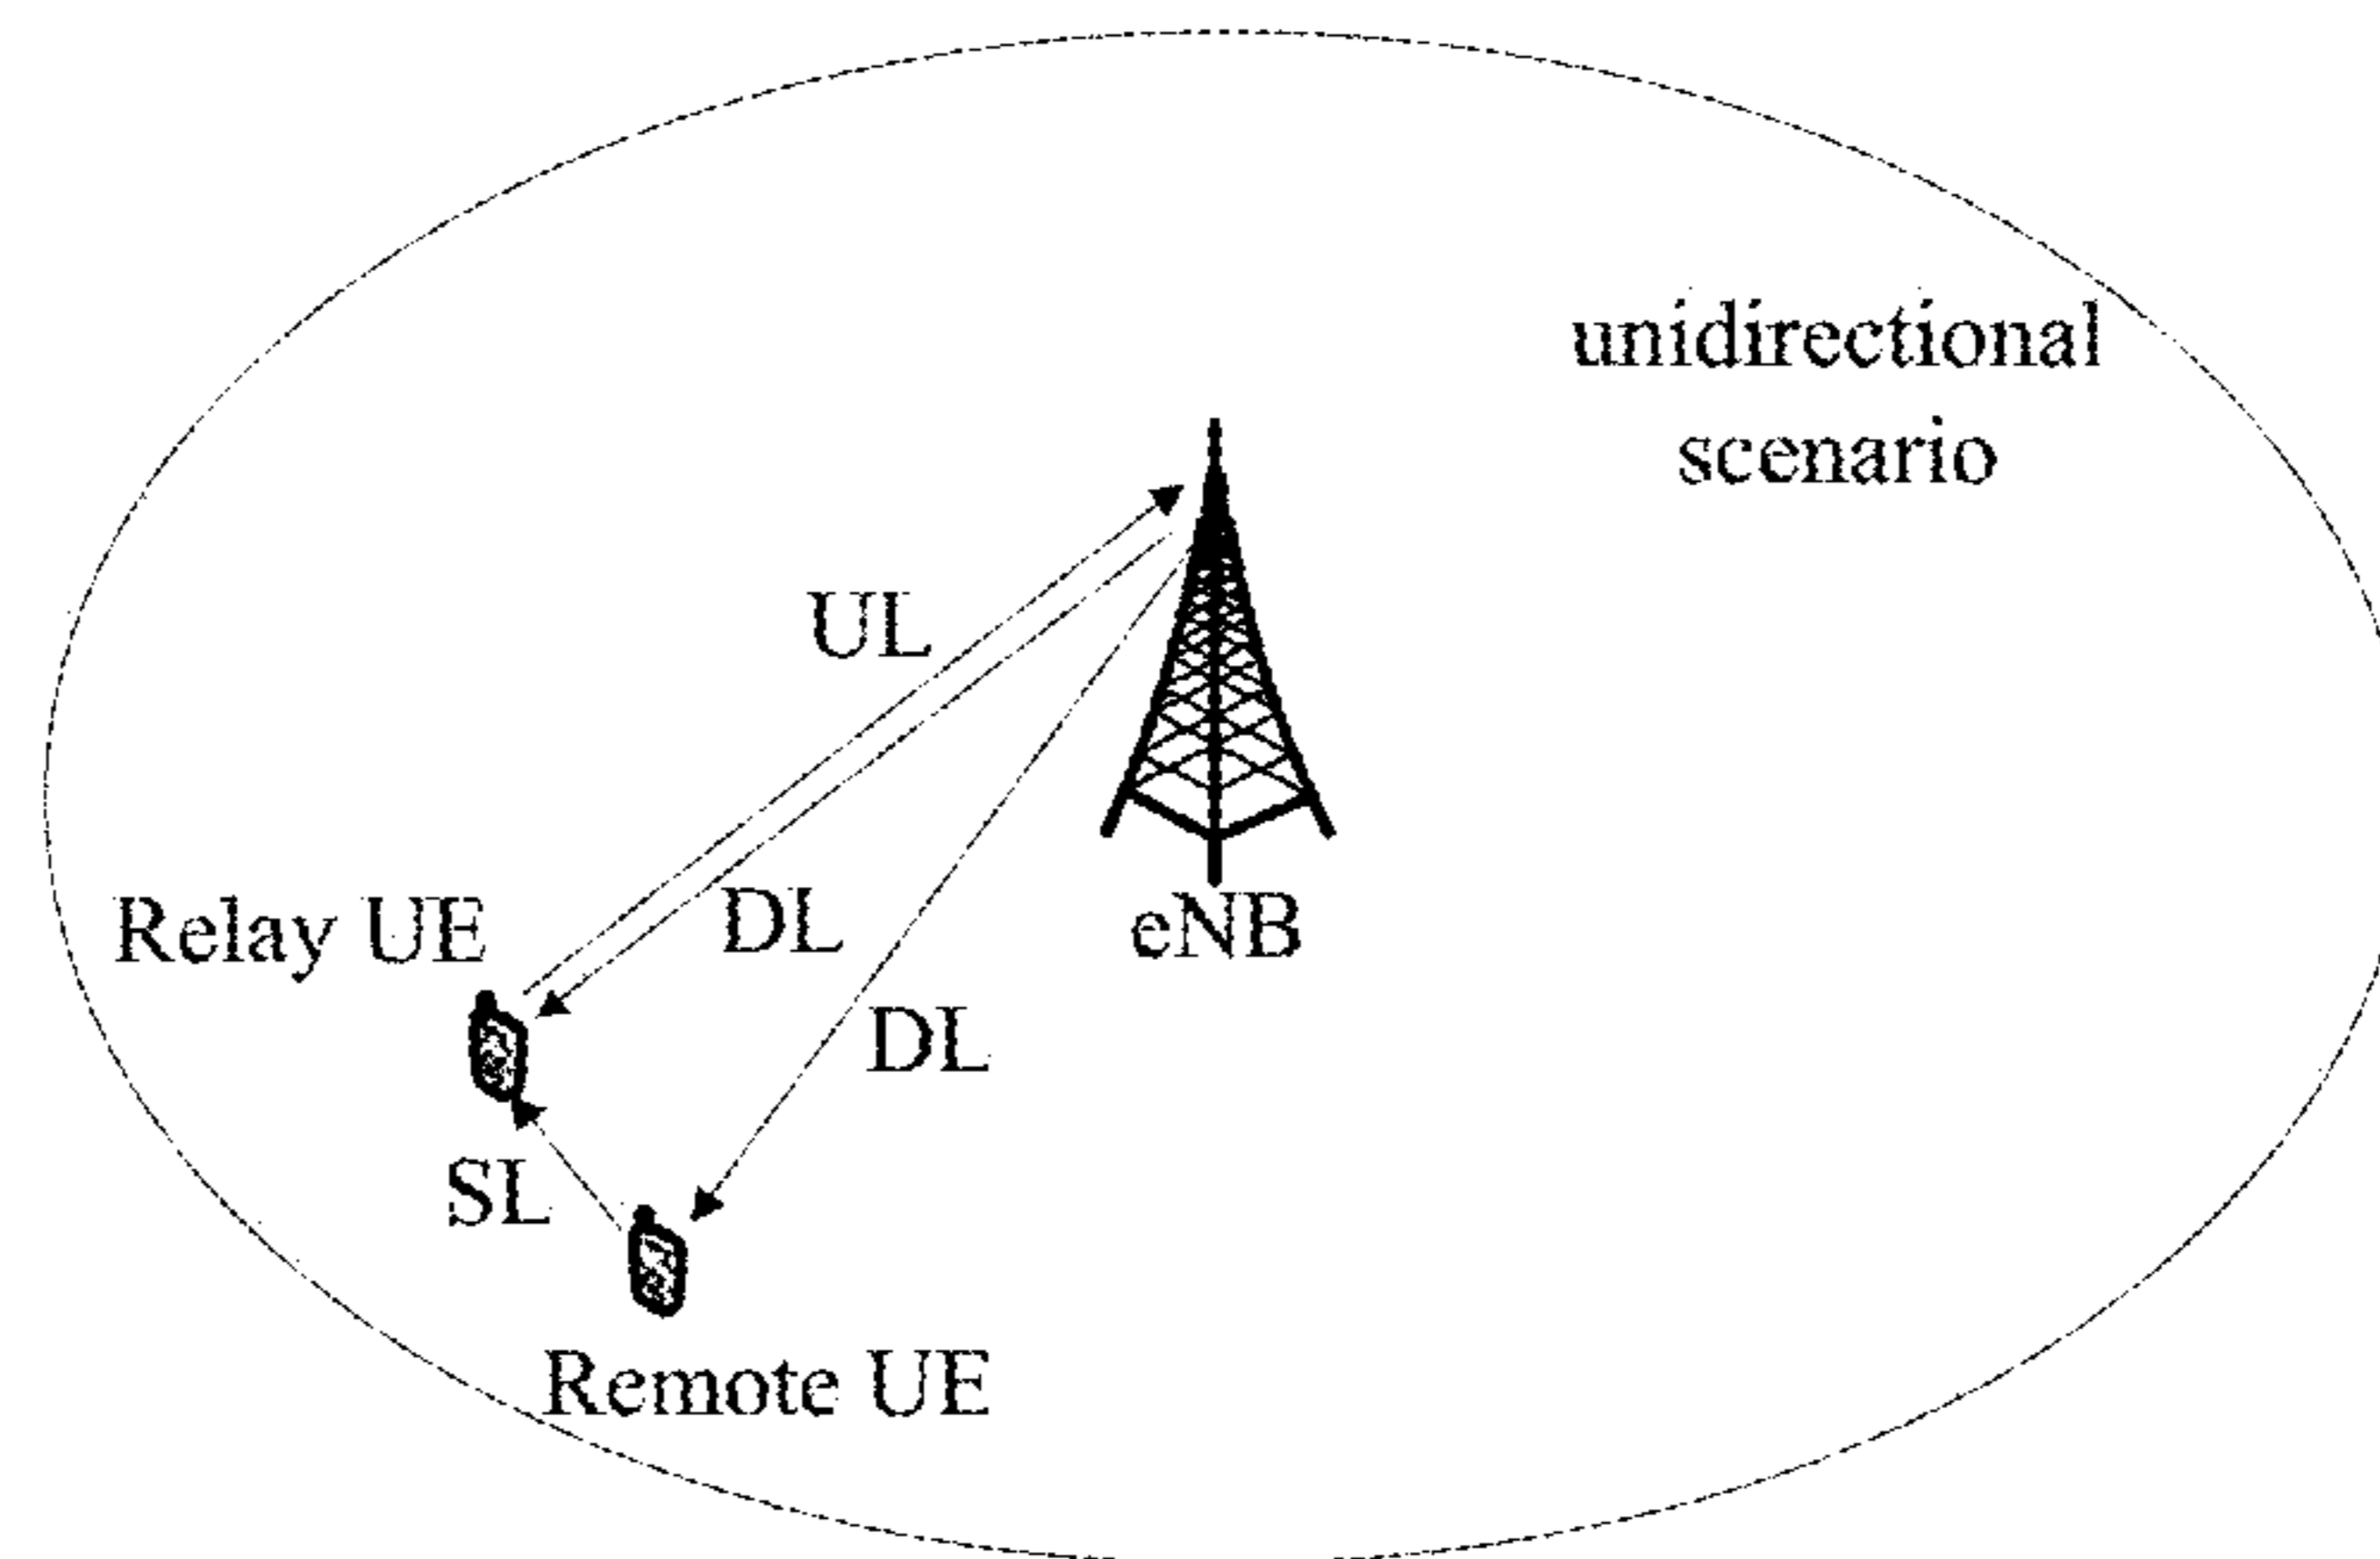 unidirectional
scenario
UL
Relay UE
DL
eNB
DL
SL
Remote UE